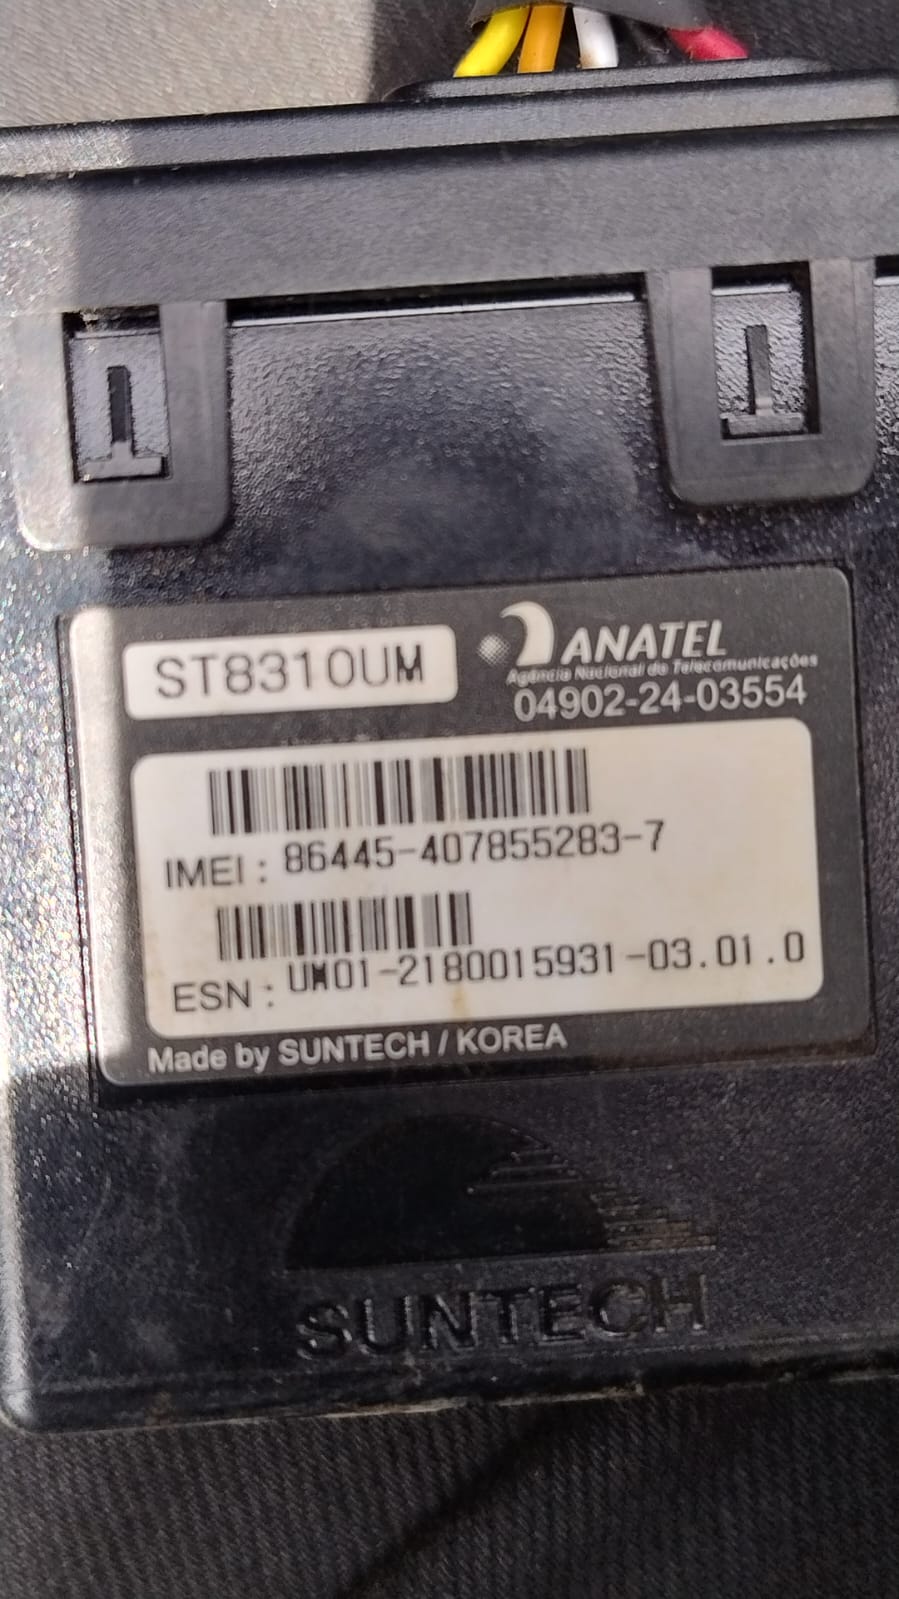 ST8310UM
ANATEL
Agência Nacional de Telecomunicações
04902-24-03554
IMEI : 86445-407855283-7
ESN : UM01-2180015931-03.01.0
Made by SUNTECH / KOREA
SUNTECH